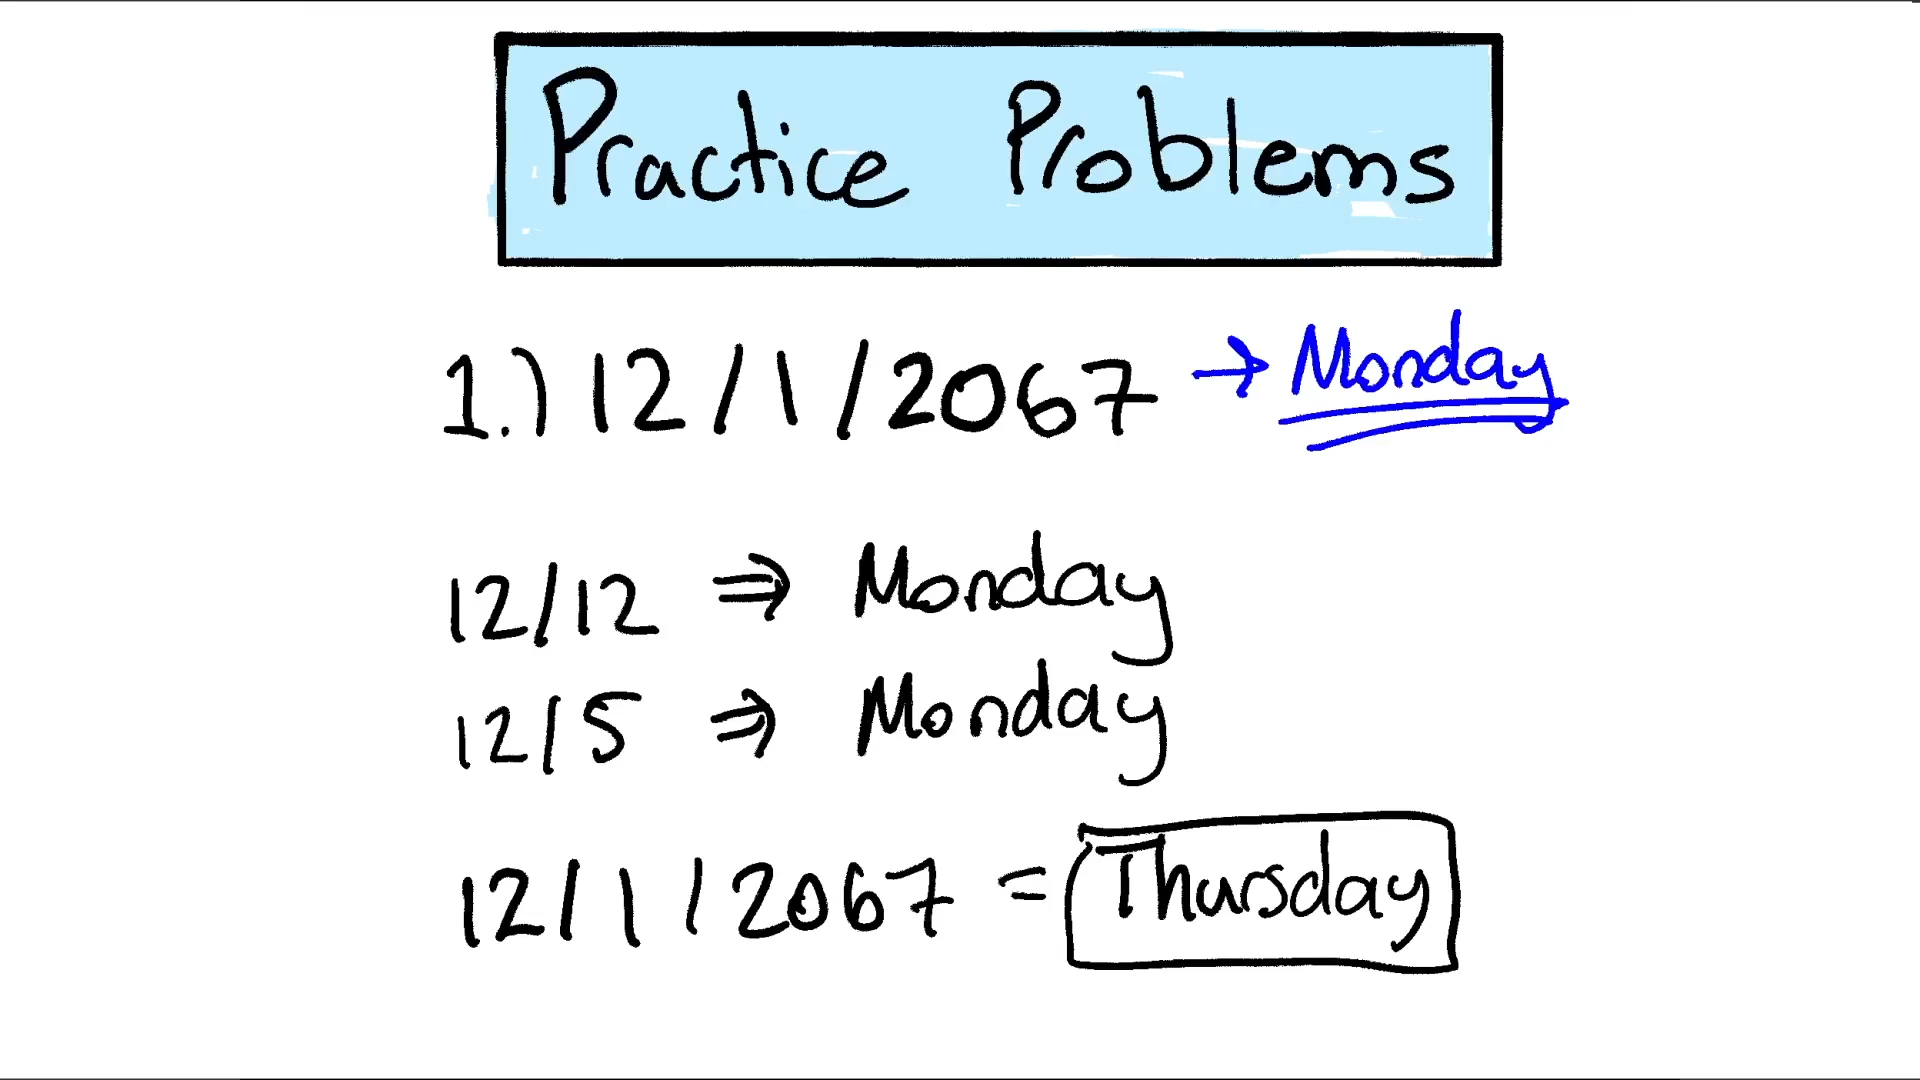 Practice Problems
1.) 12/1/2067 → Monday
12/12 ⇒ Monday
12/5 ⇒ Monday
12/1/2067 = Thursday